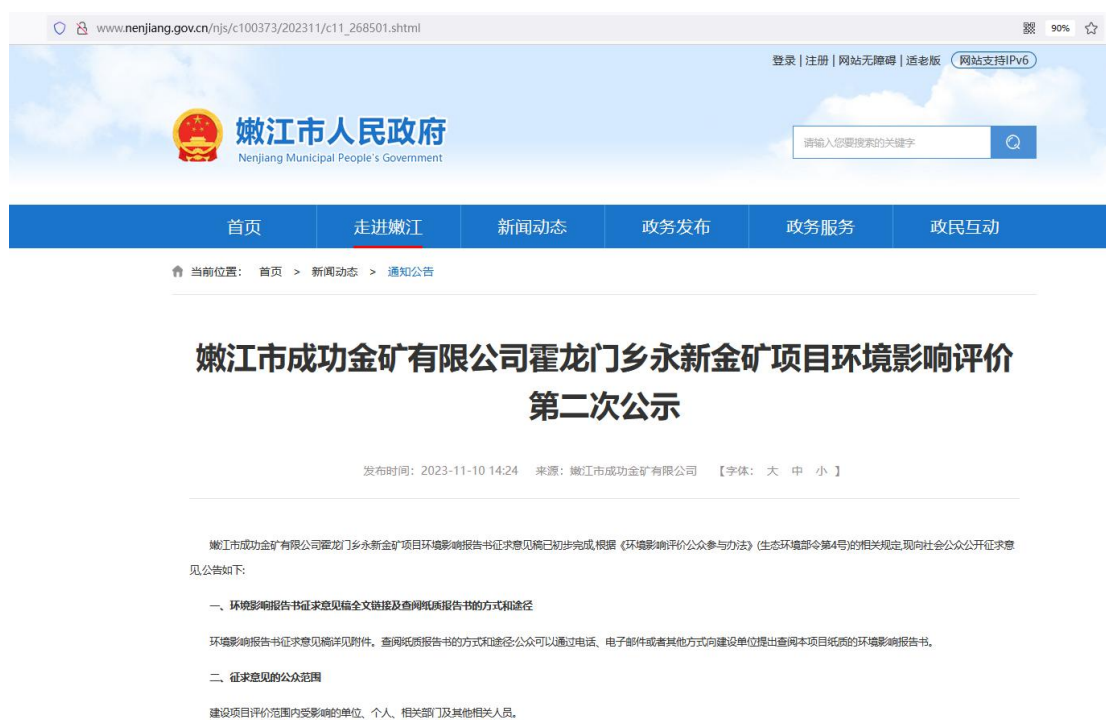 www.nenjiang.gov.cn/njs/c100373/202311/c11_268501.shtml
90%
登录 | 注册 | 网站无障碍 | 适老版 网站支持IPv6
嫩江市人民政府
Nenjiang Municipal People's Government
请输入您要搜索的关键字
首页 走进嫩江 新闻动态 政务发布 政务服务 政民互动
当前位置： 首页 > 新闻动态 > 通知公告
嫩江市成功金矿有限公司霍龙门乡永新金矿项目环境影响评价
第二次公示
发布时间：2023-11-10 14:24 来源：嫩江市成功金矿有限公司 【字体： 大 中 小 】
嫩江市成功金矿有限公司霍龙门乡永新金矿项目环境影响报告书征求意见稿已初步完成,根据《环境影响评价公众参与办法》(生态环境部令第4号)的相关规定,现向社会公众公开征求意
见,公告如下:
一、环境影响报告书征求意见稿全文链接及查阅纸质报告书的方式和途径
环境影响报告书征求意见稿详见附件。查阅纸质报告书的方式和途径:公众可以通过电话、电子邮件或者其他方式向建设单位提出查阅本项目纸质的环境影响报告书。
二、征求意见的公众范围
建设项目评价范围内受影响的单位、个人、相关部门及其他相关人员。